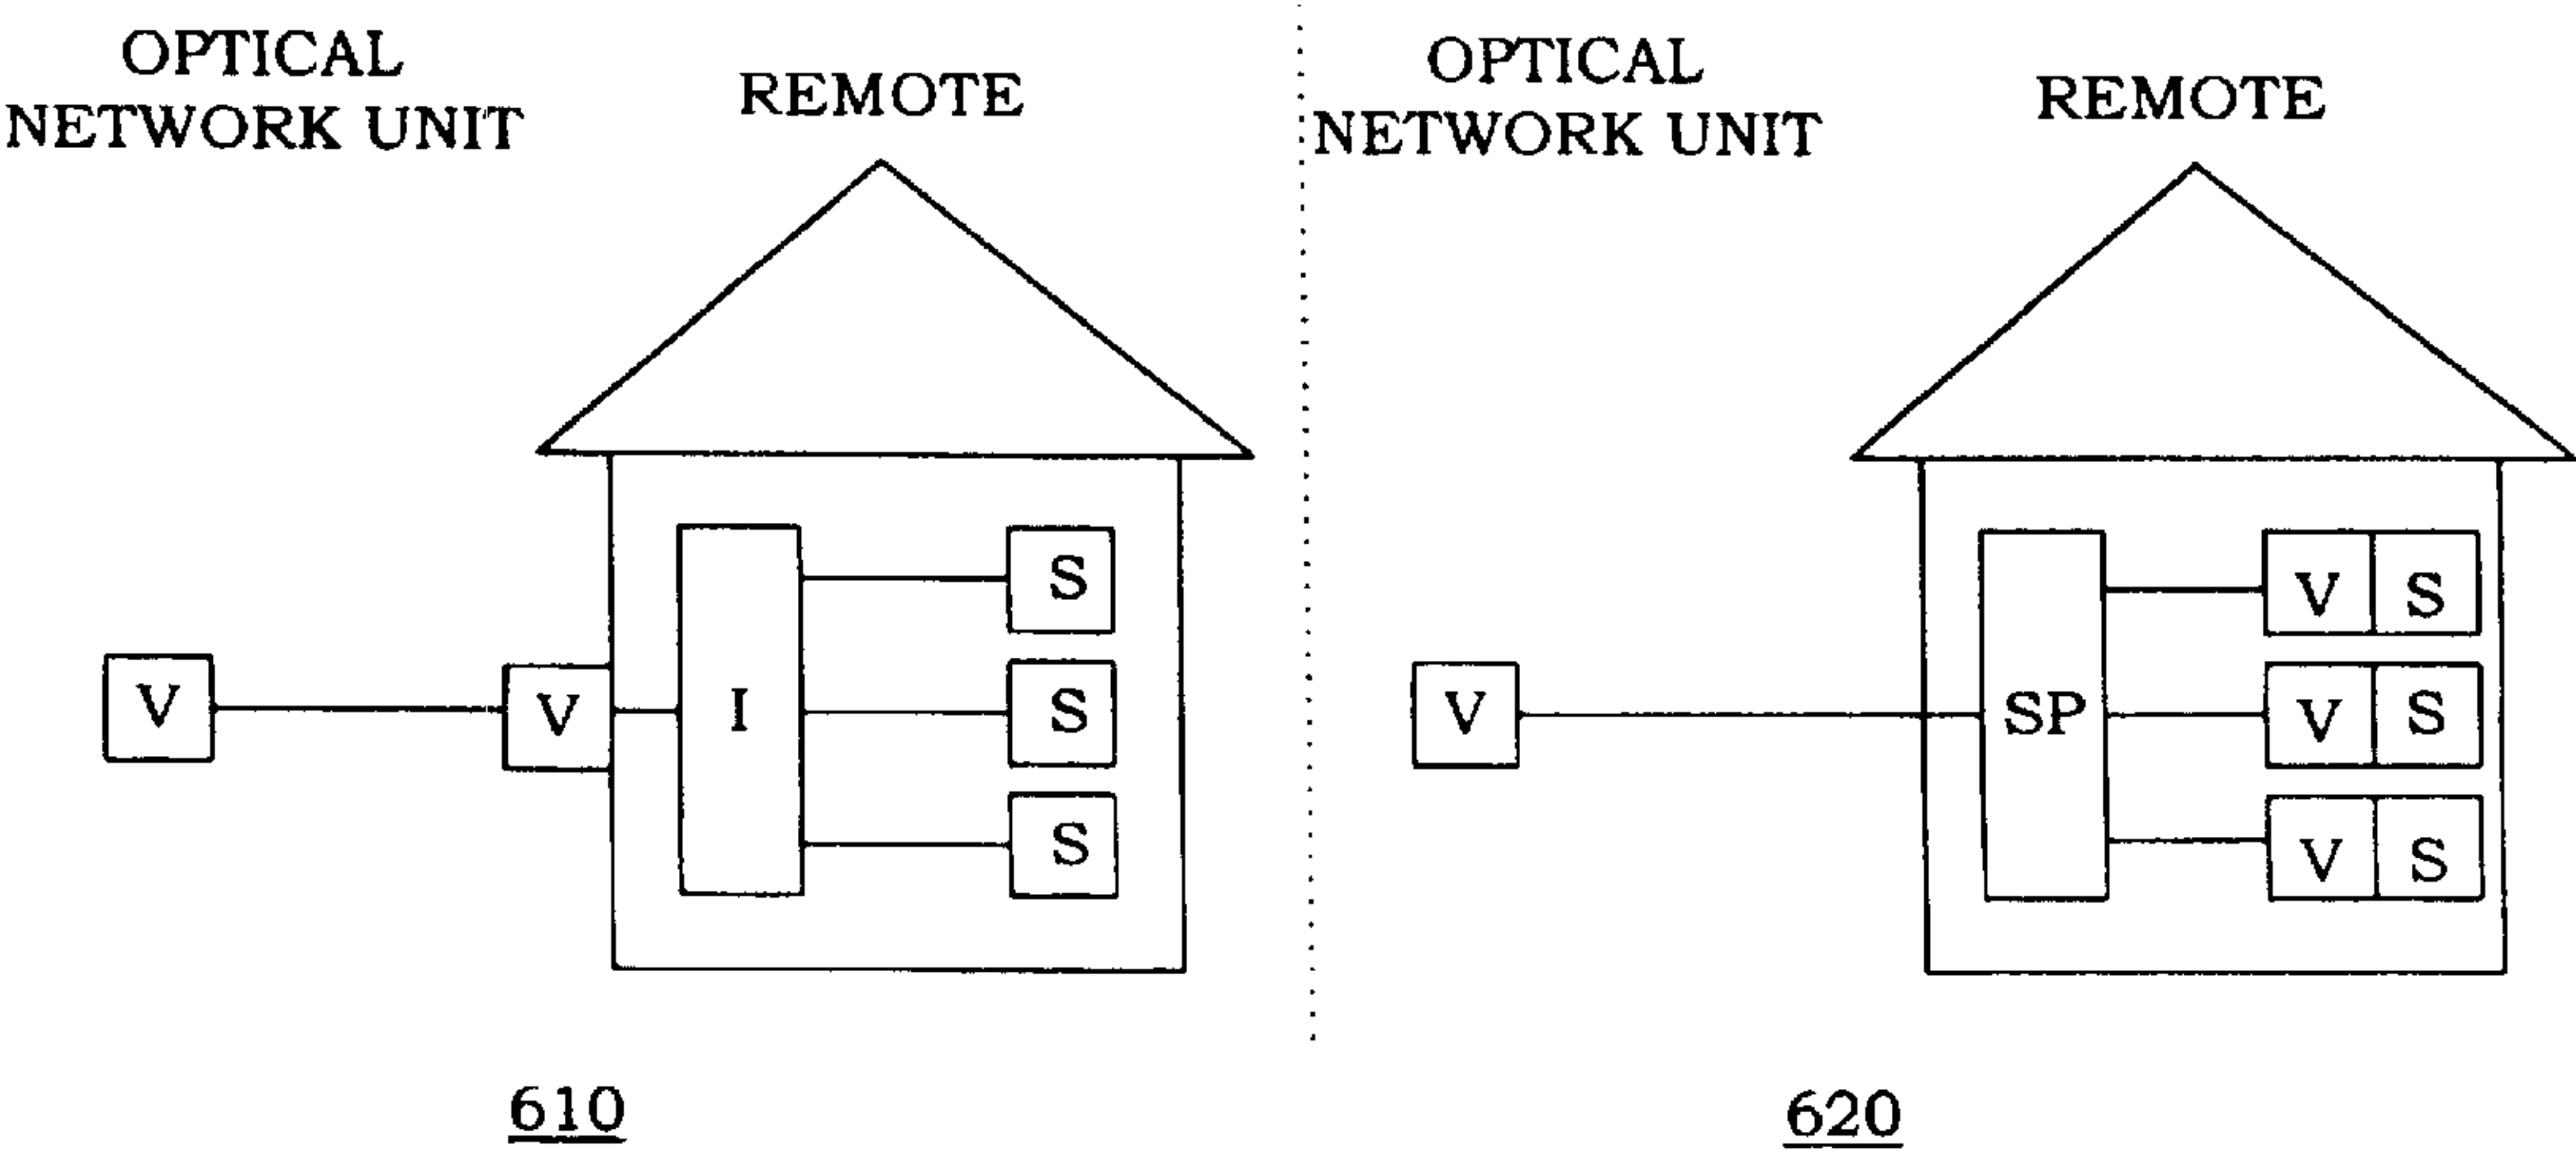 OPTICAL
NETWORK UNIT
REMOTE
S
V
V
I
S
S
610
OPTICAL
NETWORK UNIT
REMOTE
V S
V
SP
V S
V S
620